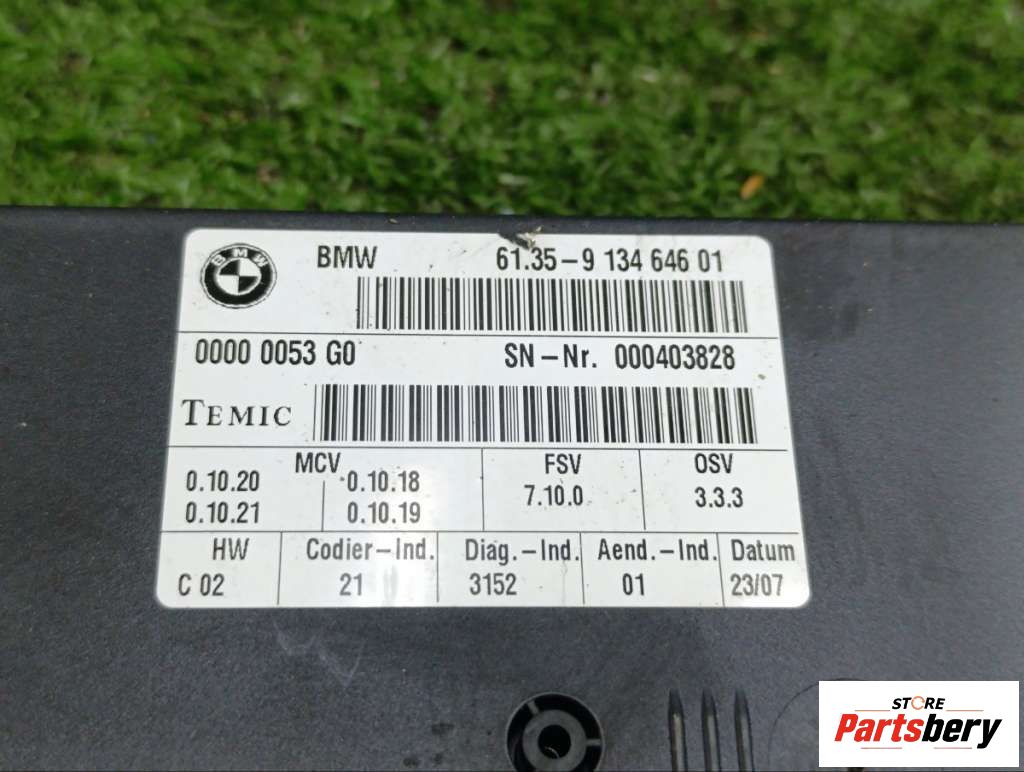 BMW
BMW 61.35-9 134 646 01
0000 0053 G0 SN-Nr. 000403828
TEMIC
MCV FSV OSV
0.10.20 0.10.18 7.10.0 3.3.3
0.10.21 0.10.19
HW Codier-Ind. Diag.-Ind. Aend.-Ind. Datum
C 02 21 3152 01 23/07
STORE
Partsbery